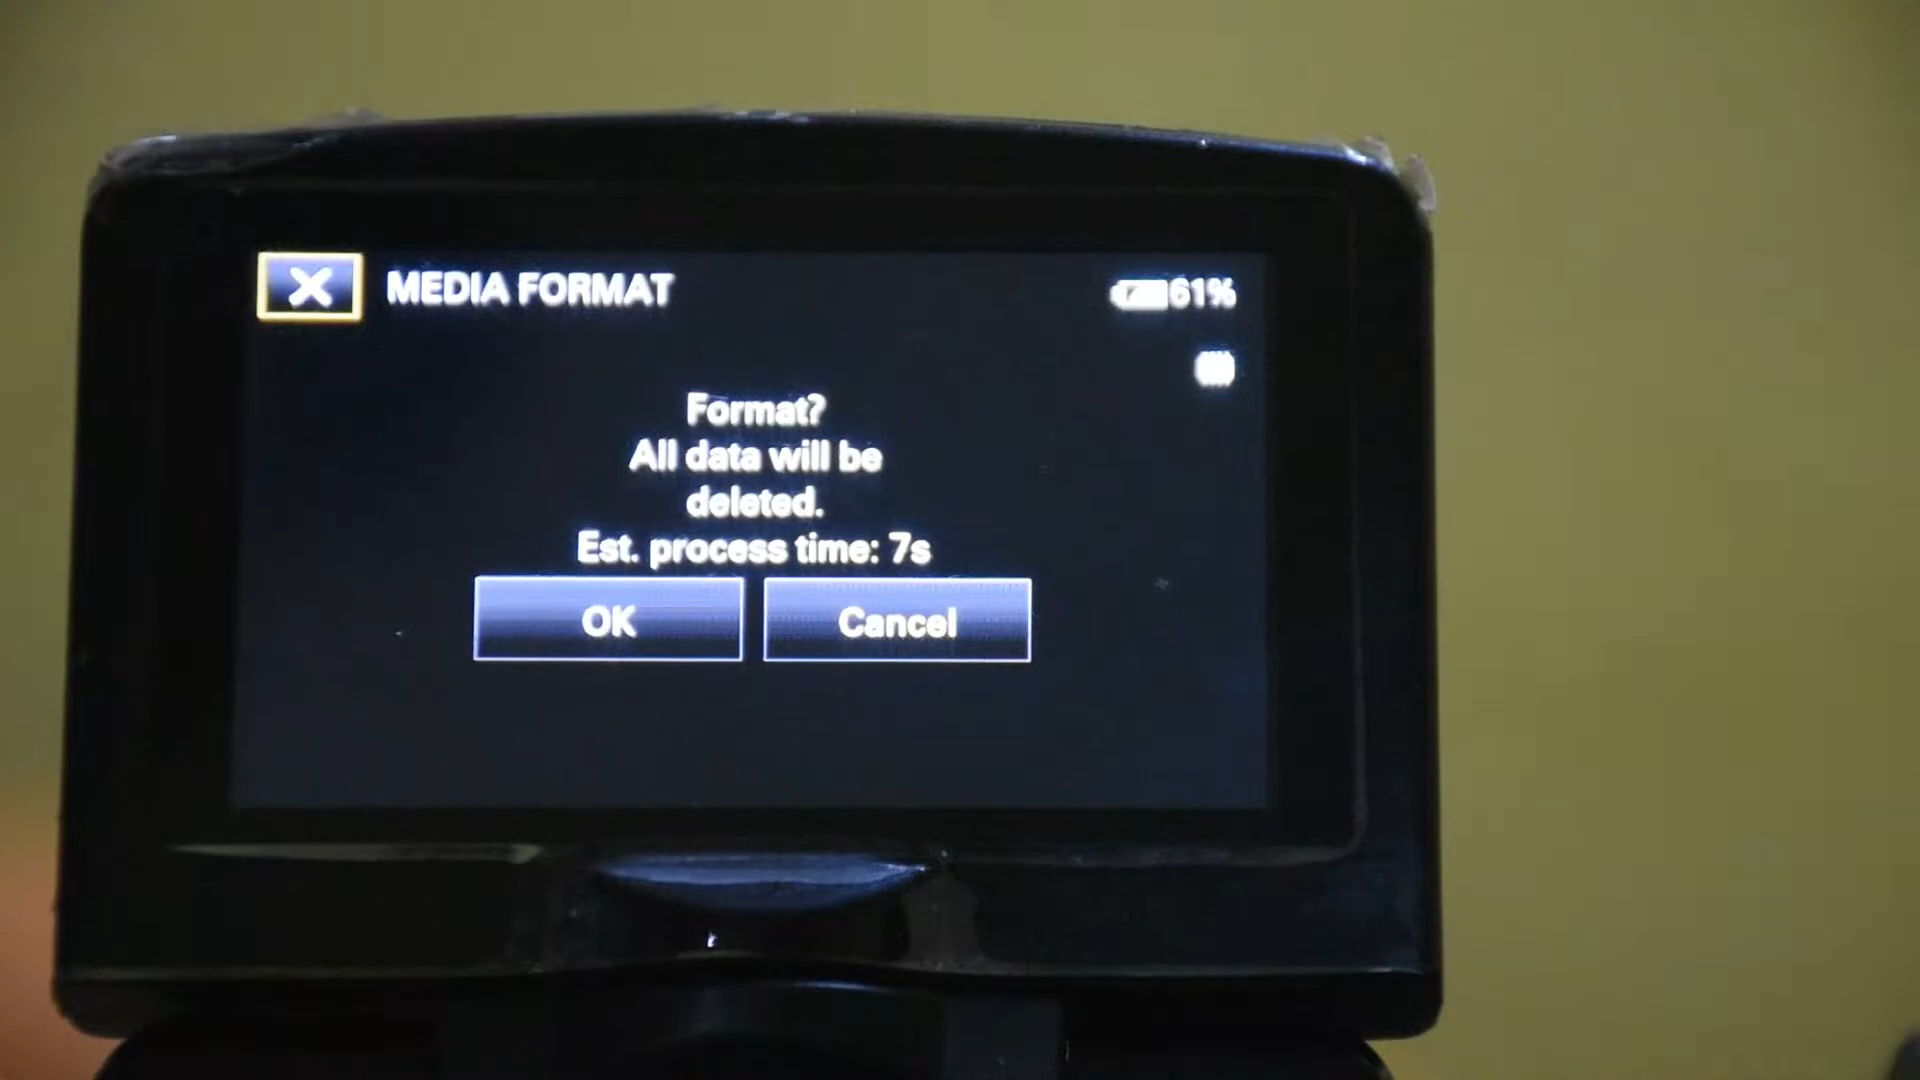 MEDIA FORMAT
61%
Format?
All data will be
deleted.
Est. process time: 7s
OK
Cancel